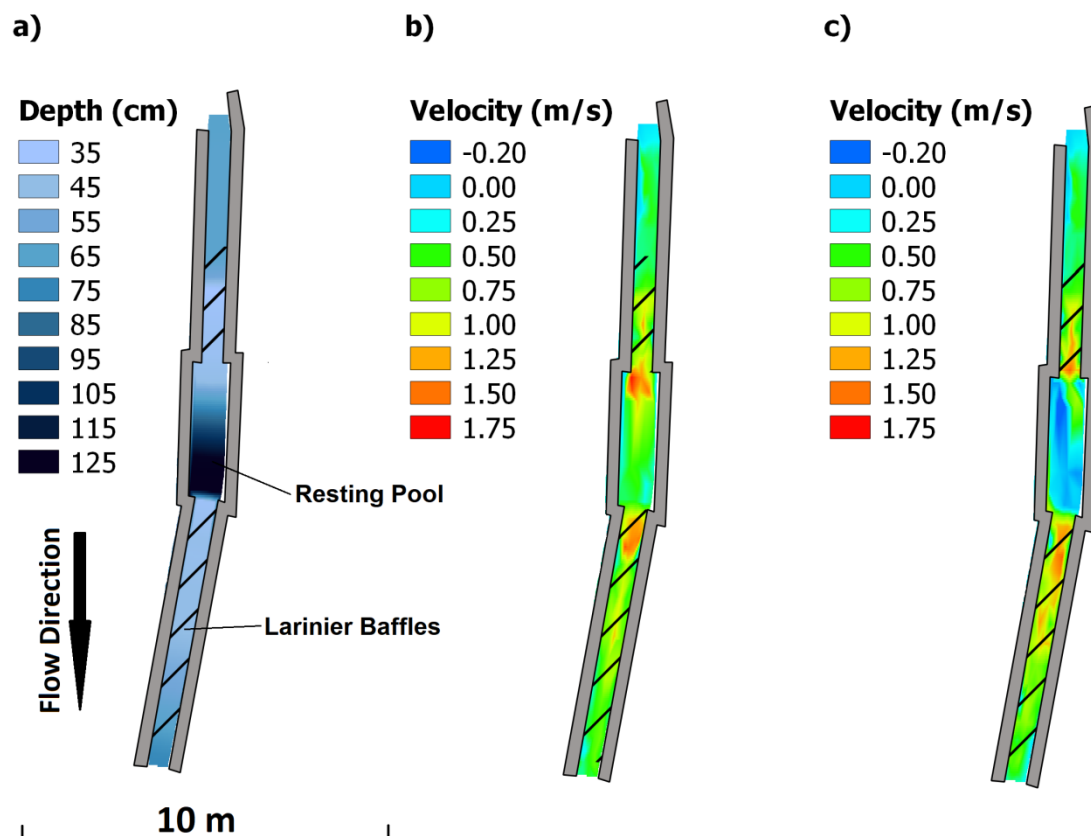 a)
Depth (cm)
35
45
55
65
75
85
95
105
115
125
Resting Pool
Larinier Baffles
Flow Direction
10 m
b)
Velocity (m/s)
-0.20
0.00
0.25
0.50
0.75
1.00
1.25
1.50
1.75
c)
Velocity (m/s)
-0.20
0.00
0.25
0.50
0.75
1.00
1.25
1.50
1.75